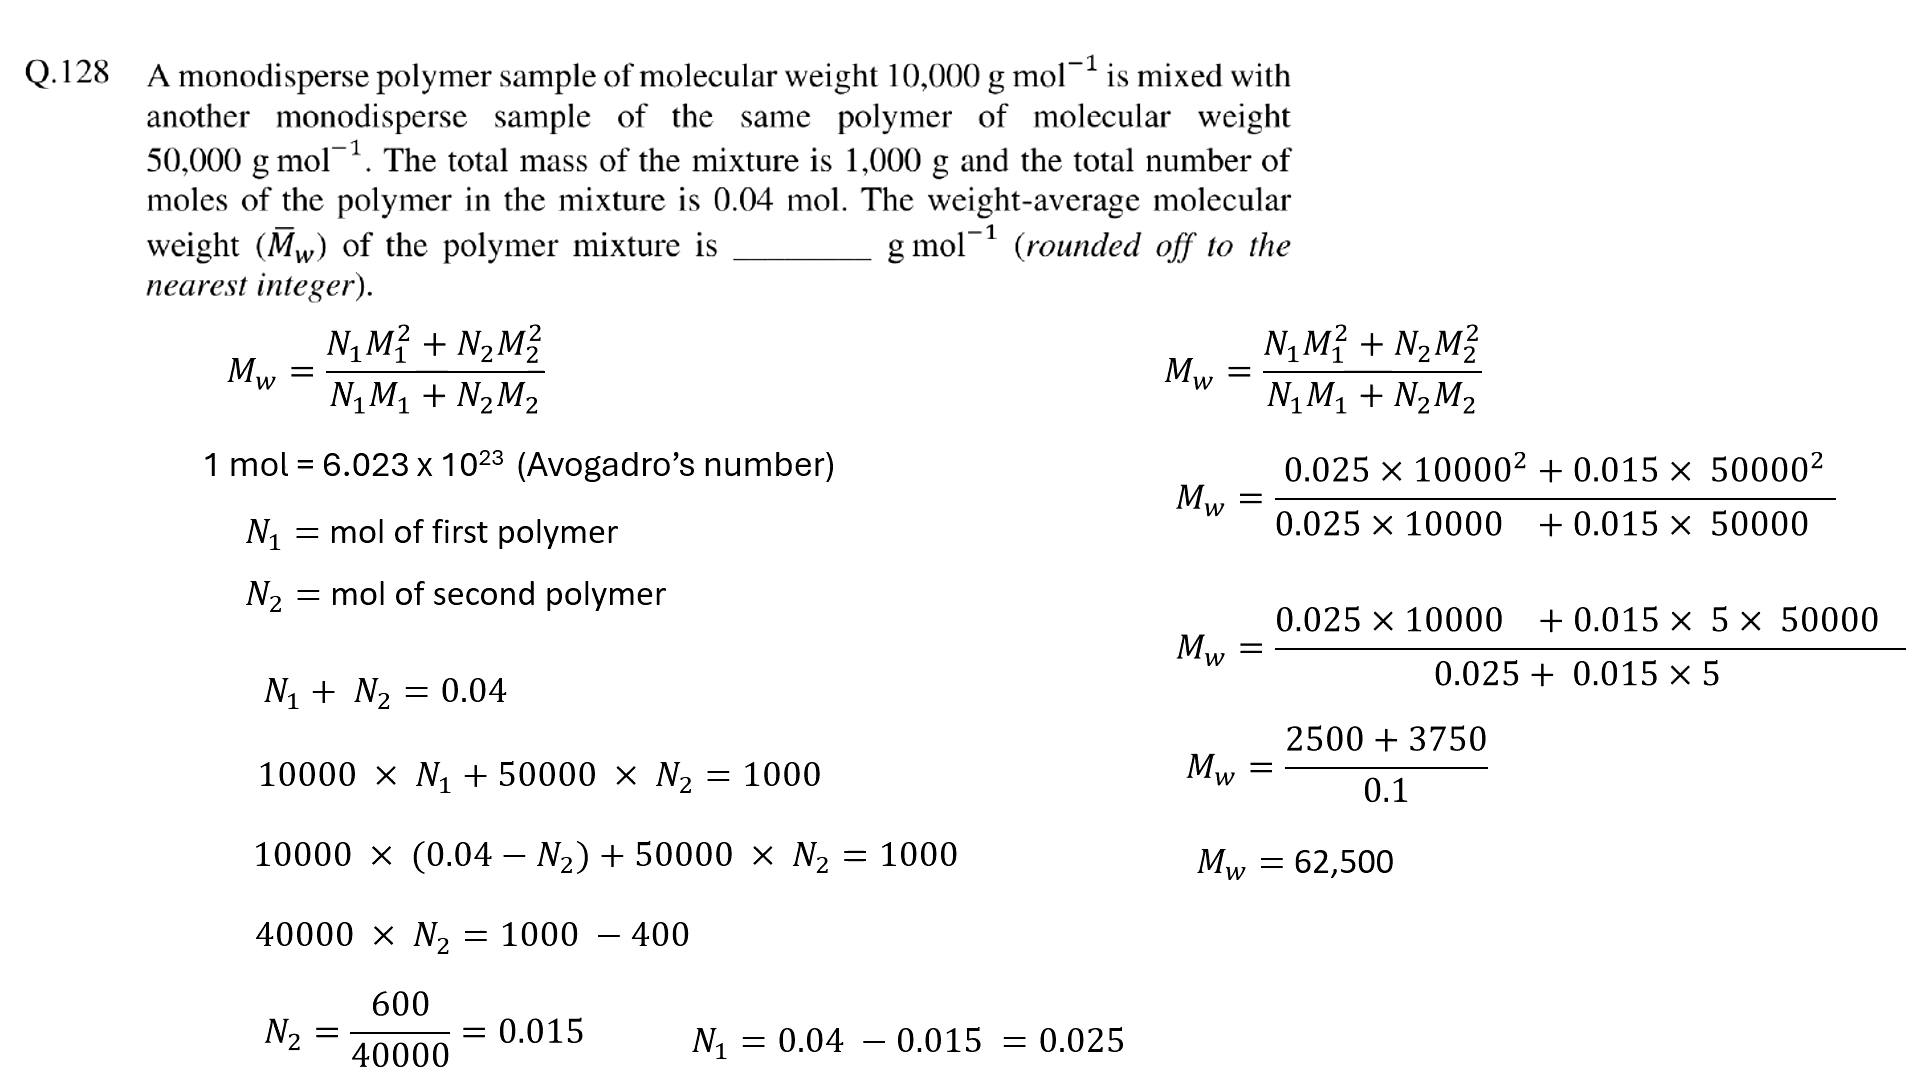 Q.128 A monodisperse polymer sample of molecular weight 10,000 g mol⁻¹ is mixed with
another monodisperse sample of the same polymer of molecular weight
50,000 g mol⁻¹. The total mass of the mixture is 1,000 g and the total number of
moles of the polymer in the mixture is 0.04 mol. The weight-average molecular
weight (M̅w) of the polymer mixture is ________ g mol⁻¹ (rounded off to the
nearest integer).
M_w = (N₁M₁² + N₂M₂²) / (N₁M₁ + N₂M₂)
1 mol = 6.023 x 10²³ (Avogadro’s number)
N₁ = mol of first polymer
N₂ = mol of second polymer
N₁ + N₂ = 0.04
10000 × N₁ + 50000 × N₂ = 1000
10000 × (0.04 − N₂) + 50000 × N₂ = 1000
40000 × N₂ = 1000 − 400
N₂ = 600 / 40000 = 0.015
N₁ = 0.04 − 0.015 = 0.025
M_w = (N₁M₁² + N₂M₂²) / (N₁M₁ + N₂M₂)
M_w = (0.025 × 10000² + 0.015 × 50000²) / (0.025 × 10000 + 0.015 × 50000)
M_w = (0.025 × 10000 + 0.015 × 5 × 50000) / (0.025 + 0.015 × 5)
M_w = (2500 + 3750) / 0.1
M_w = 62,500